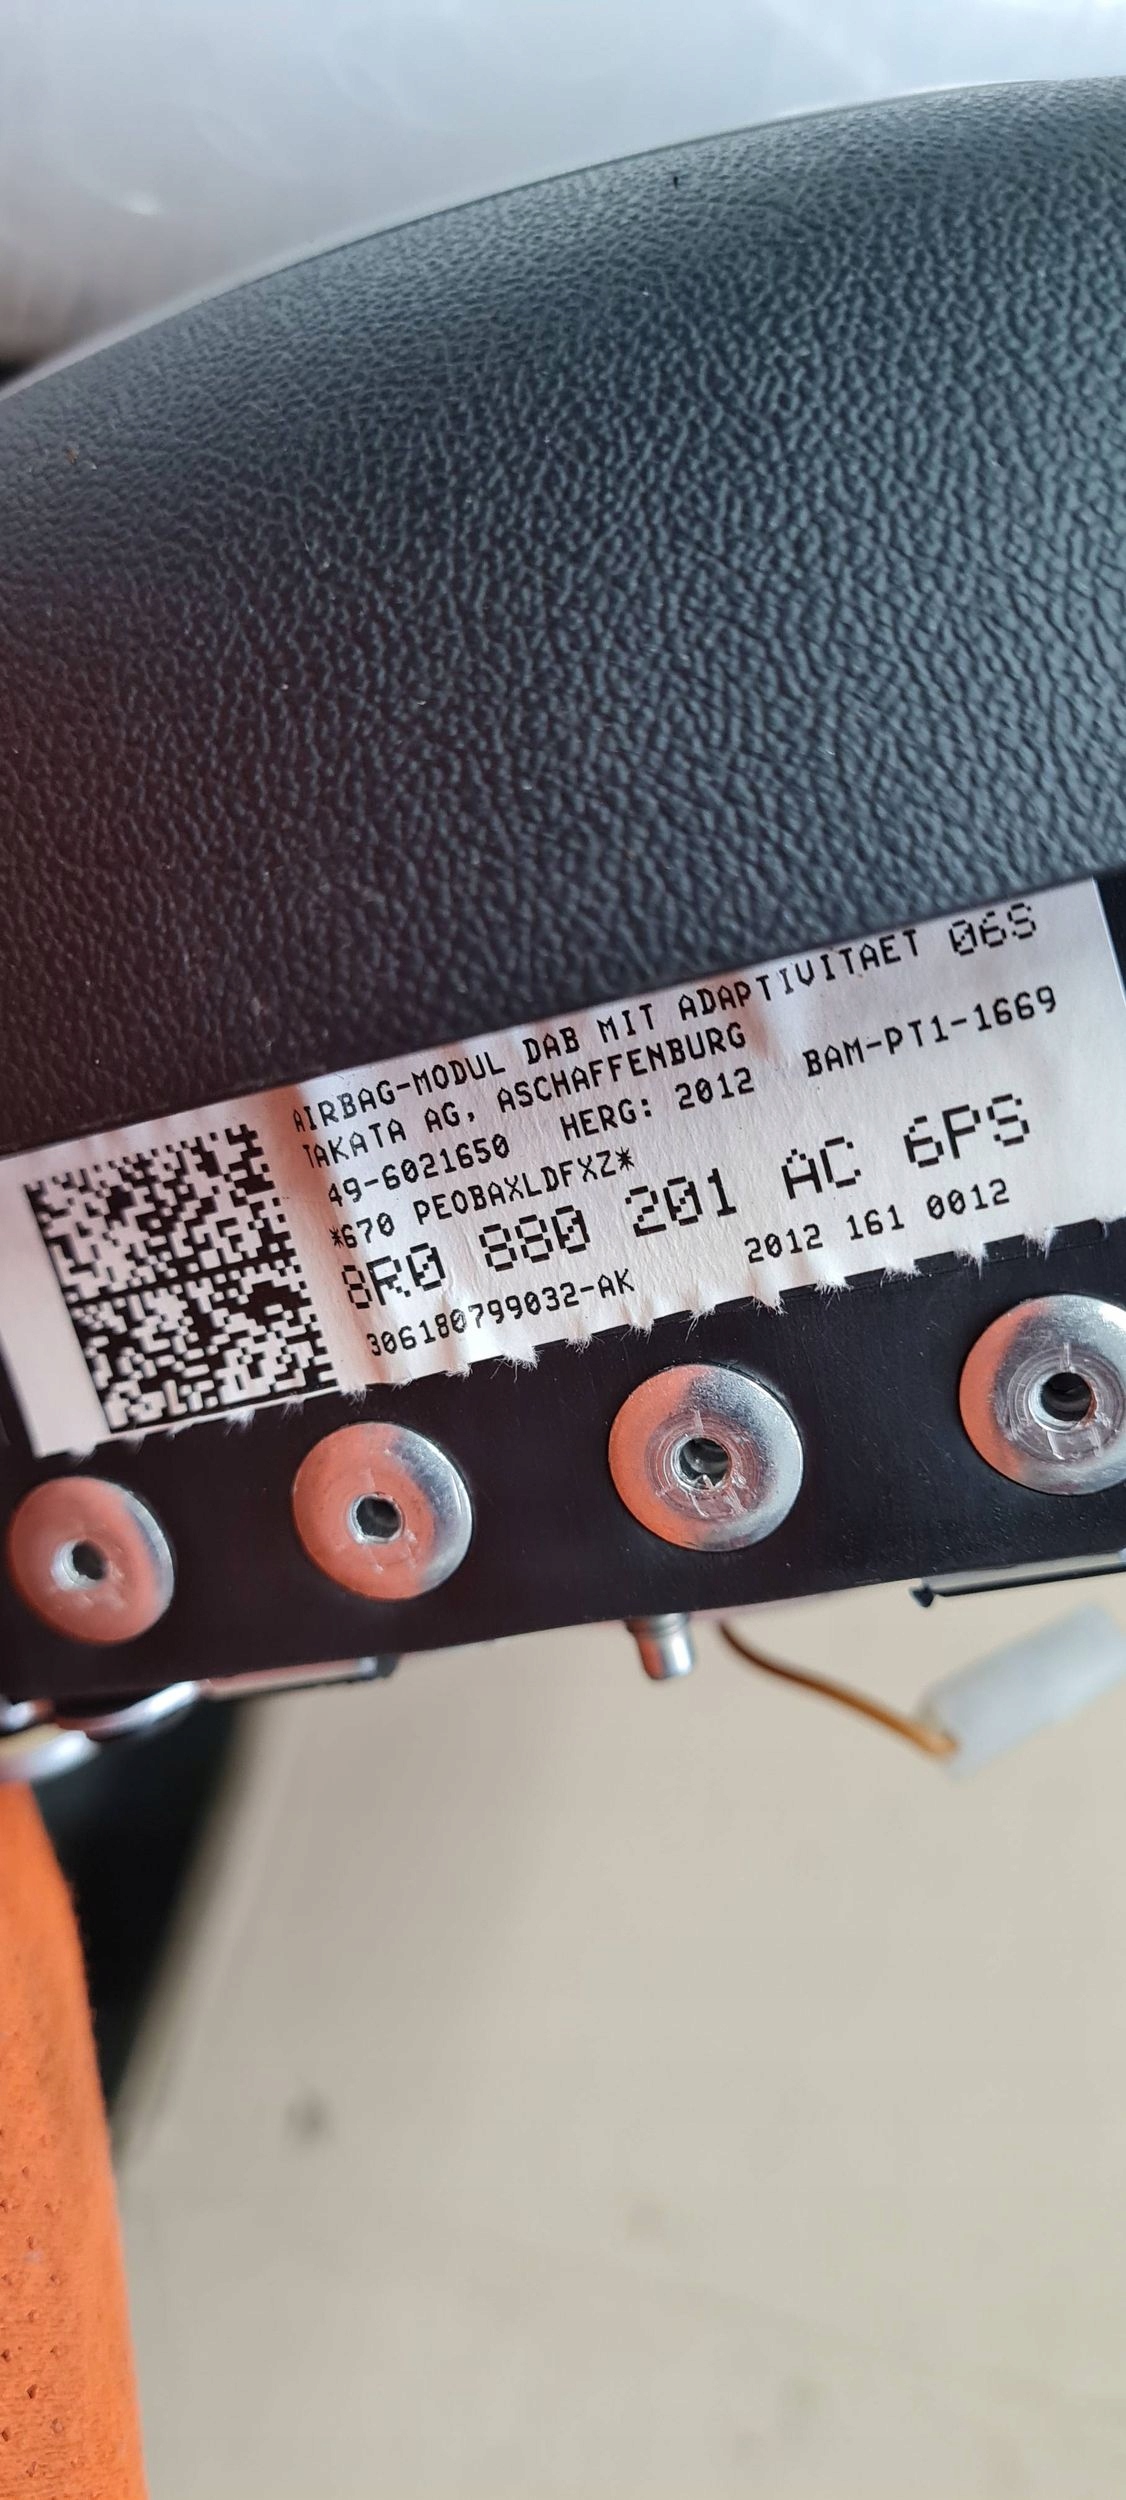 AIRBAG-MODUL DAB MIT ADAPTIVITAET 06S
TAKATA AG, ASCHAFFENBURG
49-6021650 HERG: 2012 BAM-PT1-1669
*670 PEOBAXLDFXZ*
8R0 880 201 AC 6PS
306180799032-AK 2012 161 0012